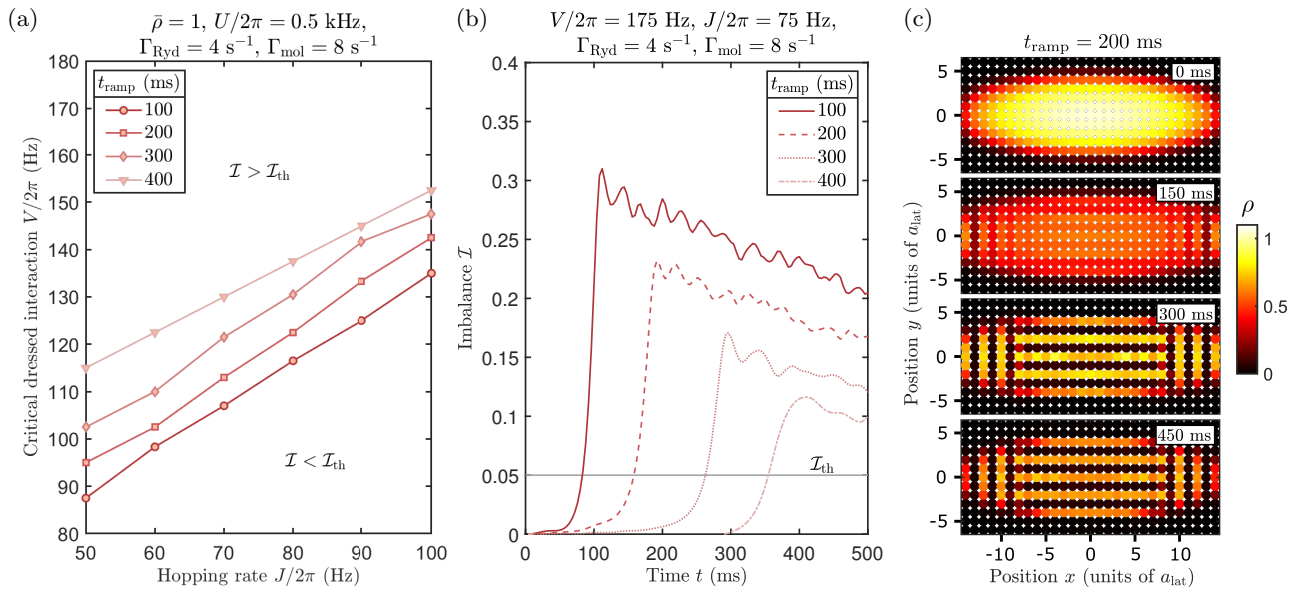 (a)
ρ̄ = 1, U/2π = 0.5 kHz,
Γ_Ryd = 4 s⁻¹, Γ_mol = 8 s⁻¹
180
170
160
150
140
130
120
110
100
90
80
Critical dressed interaction V/2π (Hz)
t_ramp (ms)
100
200
300
400
I > I_th
I < I_th
50
60
70
80
90
100
Hopping rate J/2π (Hz)
(b)
V/2π = 175 Hz, J/2π = 75 Hz,
Γ_Ryd = 4 s⁻¹, Γ_mol = 8 s⁻¹
0.4
0.35
0.3
0.25
0.2
0.15
0.1
0.05
0
Imbalance I
t_ramp (ms)
100
200
300
400
I_th
0
100
200
300
400
500
Time t (ms)
(c)
t_ramp = 200 ms
0 ms
5
0
-5
150 ms
5
0
-5
300 ms
5
0
-5
450 ms
5
0
-5
Position y (units of a_lat)
-10
-5
0
5
10
Position x (units of a_lat)
ρ
1
0.5
0